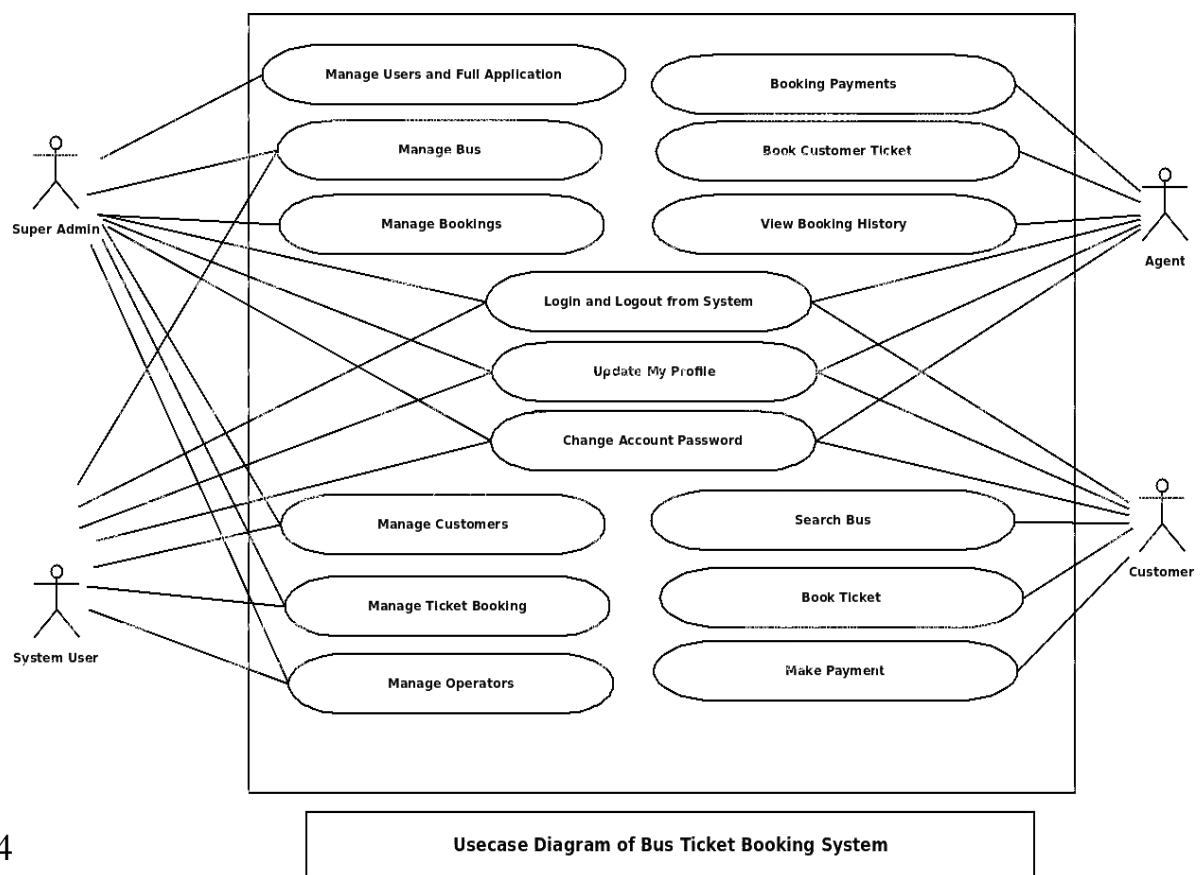 Manage Users and Full Application
Booking Payments
Manage Bus
Book Customer Ticket
Manage Bookings
View Booking History
Super Admin
Agent
Login and Logout from System
Update My Profile
Change Account Password
Manage Customers
Search Bus
Customer
Manage Ticket Booking
Book Ticket
System User
Manage Operators
Make Payment
4
Usecase Diagram of Bus Ticket Booking System